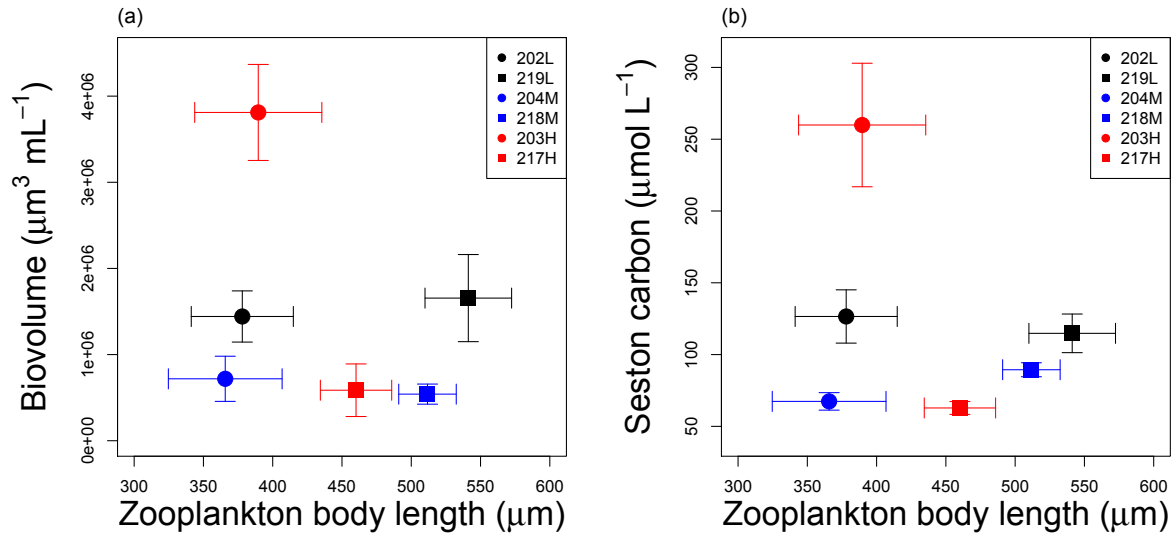 (a)
Biovolume (μm³ mL⁻¹)
4e+06
3e+06
2e+06
1e+06
0e+00
202L
219L
204M
218M
203H
217H
300 350 400 450 500 550 600
Zooplankton body length (μm)
(b)
Seston carbon (μmol L⁻¹)
300
250
200
150
100
50
202L
219L
204M
218M
203H
217H
300 350 400 450 500 550 600
Zooplankton body length (μm)